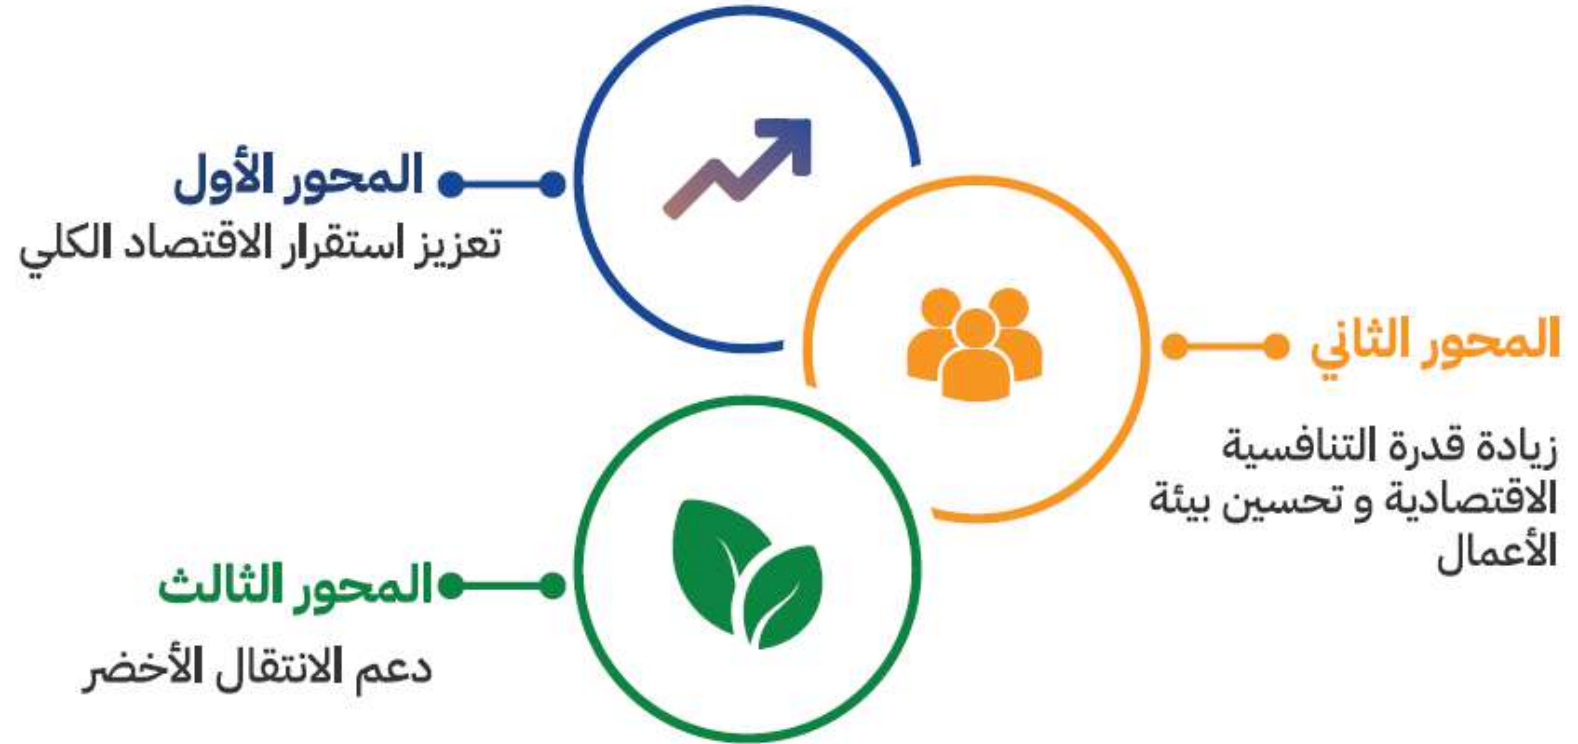 المحور الأول
تعزيز استقرار الاقتصاد الكلي
المحور الثاني
زيادة قدرة التنافسية
الاقتصادية و تحسين بيئة
الأعمال
المحور الثالث
دعم الانتقال الأخضر